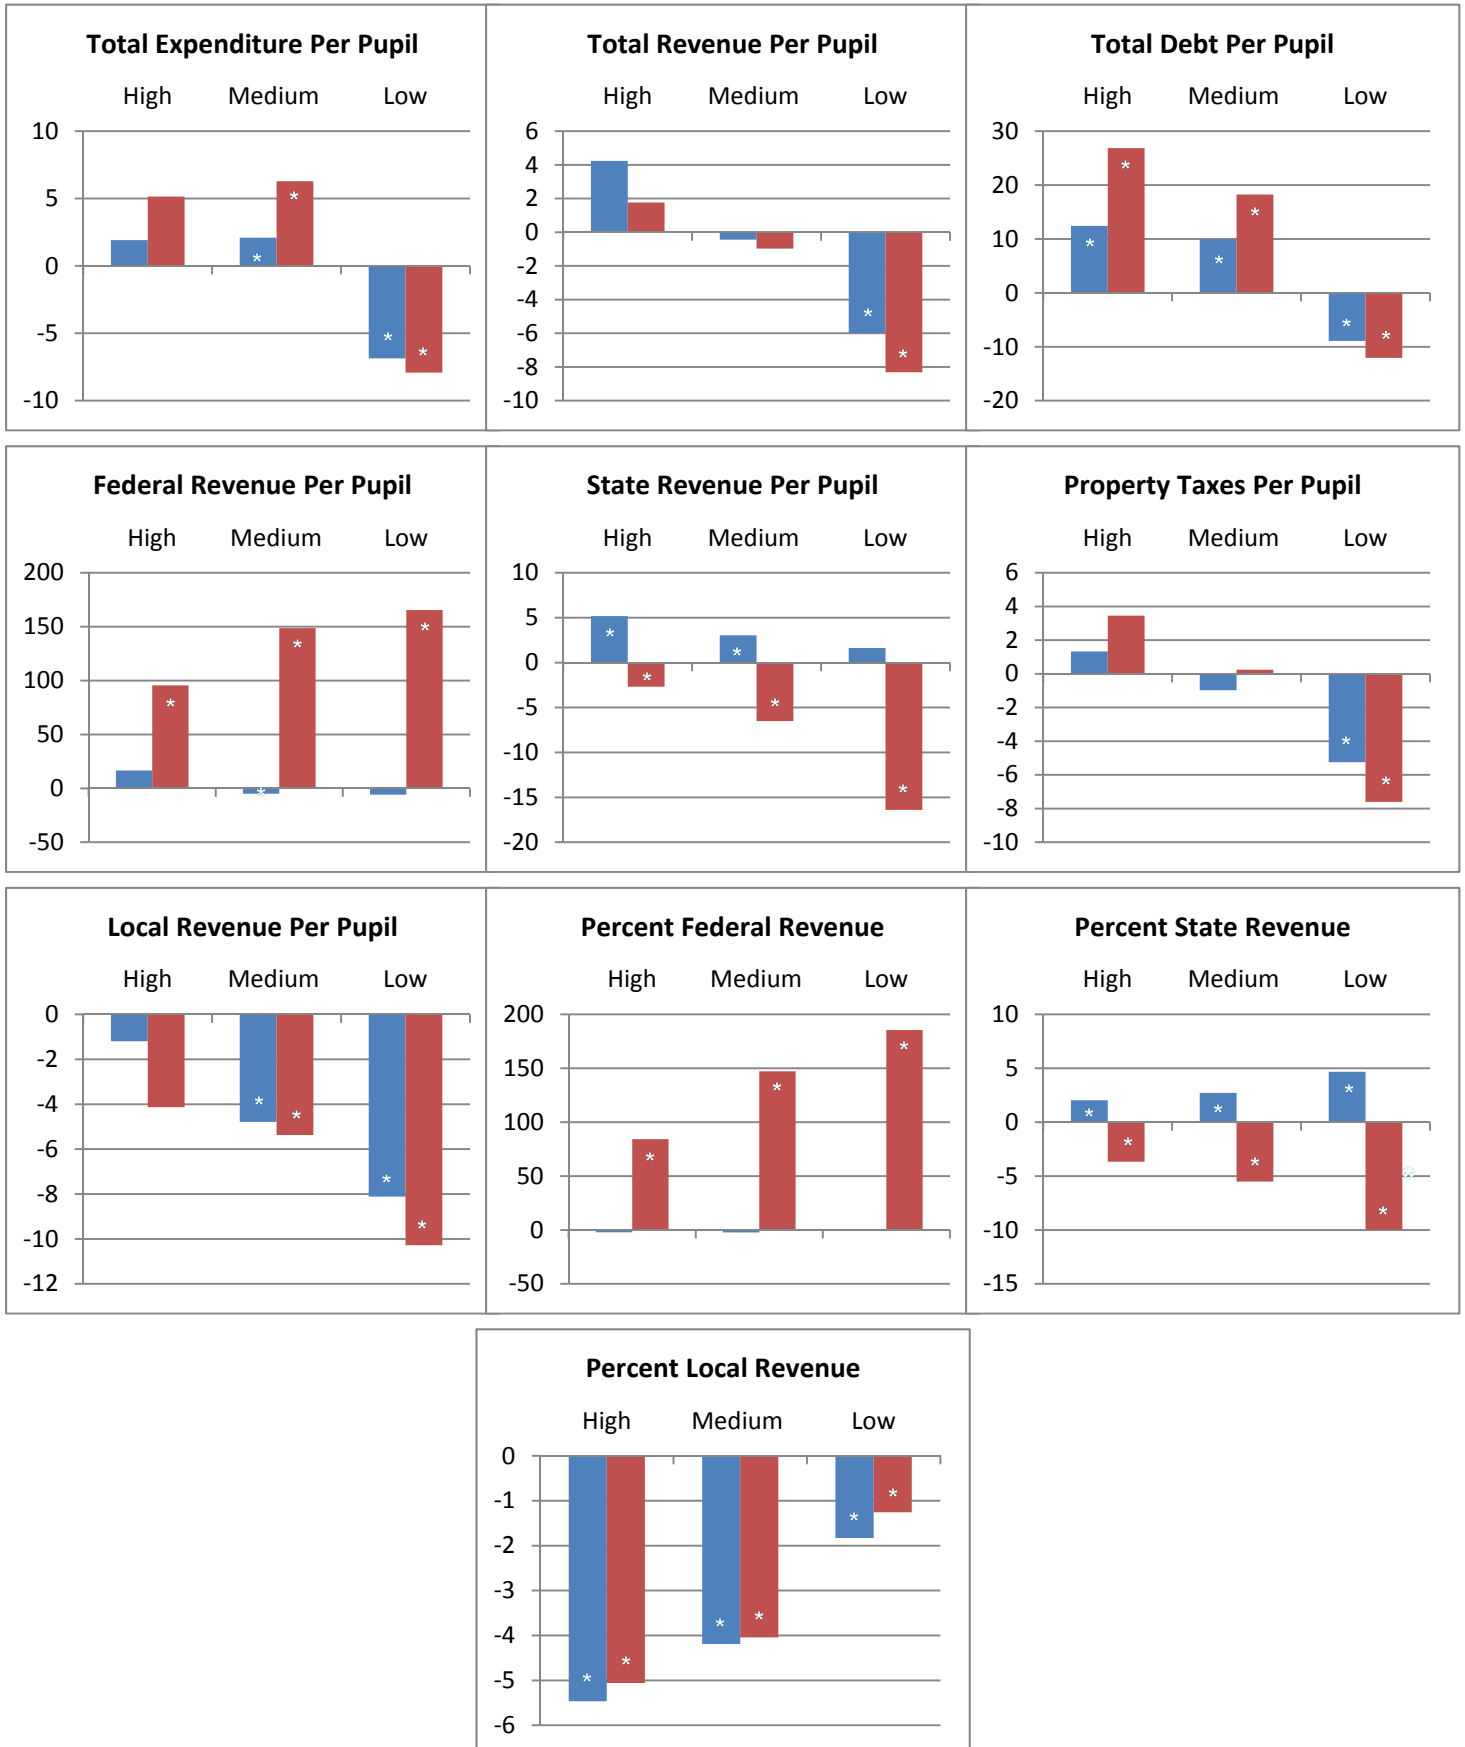 Total Expenditure Per Pupil
High Medium Low
10
5
0
-5
-10
* * * *
Total Revenue Per Pupil
High Medium Low
6
4
2
0
-2
-4
-6
-8
-10
* *
Total Debt Per Pupil
High Medium Low
30
20
10
0
-10
-20
* * * * * *
Federal Revenue Per Pupil
High Medium Low
200
150
100
50
0
-50
* * * *
State Revenue Per Pupil
High Medium Low
10
5
0
-5
-10
-15
-20
* * * * *
Property Taxes Per Pupil
High Medium Low
6
4
2
0
-2
-4
-6
-8
-10
* *
Local Revenue Per Pupil
High Medium Low
0
-2
-4
-6
-8
-10
-12
* * * *
Percent Federal Revenue
High Medium Low
200
150
100
50
0
-50
* * *
Percent State Revenue
High Medium Low
10
5
0
-5
-10
-15
* * * * * *
Percent Local Revenue
High Medium Low
0
-1
-2
-3
-4
-5
-6
* * * * * *